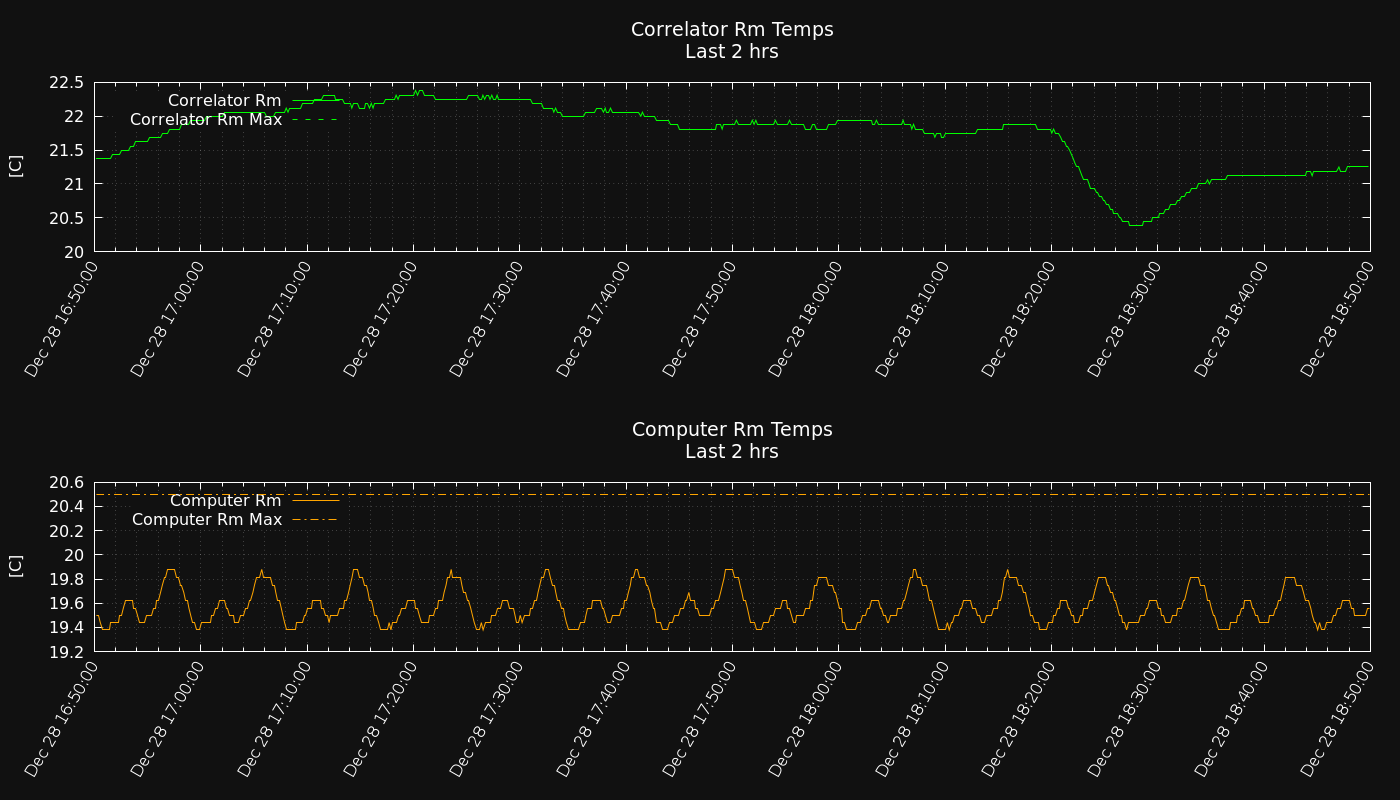 Correlator Rm Temps
Last 2 hrs
22.5
22
21.5
21
20.5
20
[C]
Correlator Rm
Correlator Rm Max
Dec 28 16:50:00
Dec 28 17:00:00
Dec 28 17:10:00
Dec 28 17:20:00
Dec 28 17:30:00
Dec 28 17:40:00
Dec 28 17:50:00
Dec 28 18:00:00
Dec 28 18:10:00
Dec 28 18:20:00
Dec 28 18:30:00
Dec 28 18:40:00
Dec 28 18:50:00
Computer Rm Temps
Last 2 hrs
20.6
20.4
20.2
20
19.8
19.6
19.4
19.2
[C]
Computer Rm
Computer Rm Max
Dec 28 16:50:00
Dec 28 17:00:00
Dec 28 17:10:00
Dec 28 17:20:00
Dec 28 17:30:00
Dec 28 17:40:00
Dec 28 17:50:00
Dec 28 18:00:00
Dec 28 18:10:00
Dec 28 18:20:00
Dec 28 18:30:00
Dec 28 18:40:00
Dec 28 18:50:00